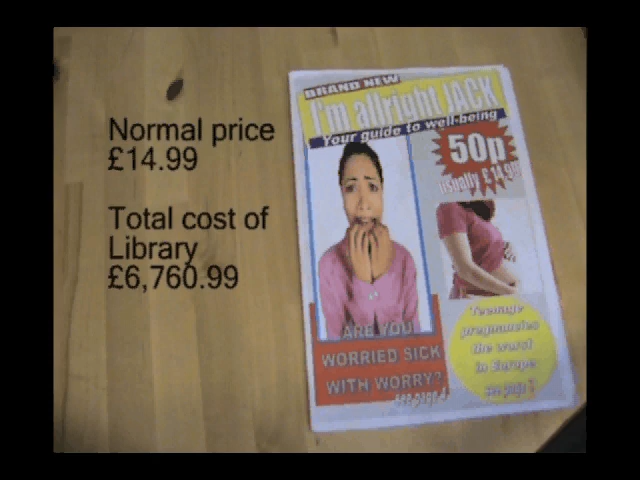 Normal price
£14.99
Total cost of
Library
£6,760.99
BRAND NEW
I'm allright JACK
Your guide to well-being
50p
usually £14.99
ARE YOU
WORRIED SICK
WITH WORRY?
see page 4
Teenage
pregnancies
the worst
in Europe
see page